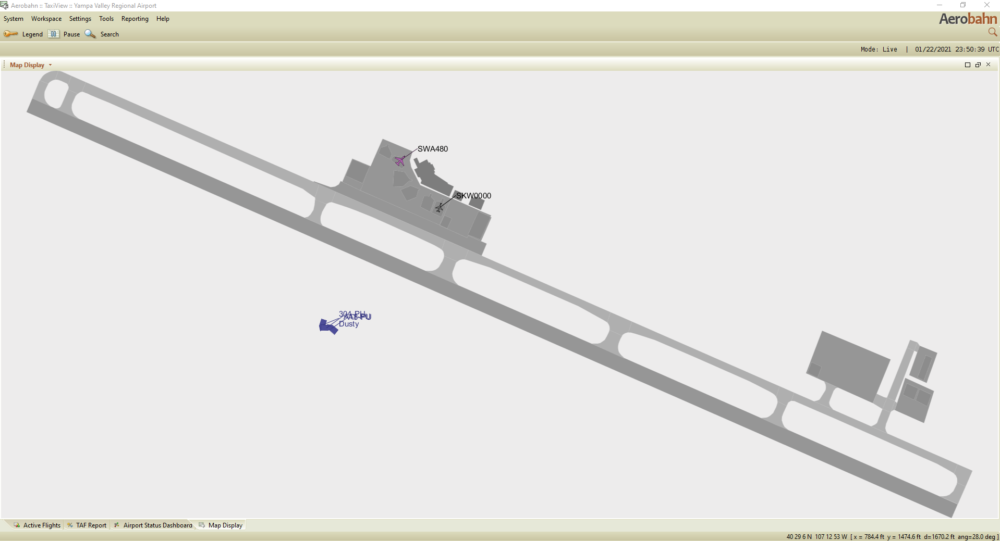 Aerobahn :: TaxiView :: Yampa Valley Regional Airport
System Workspace Settings Tools Reporting Help
Aerobahn
Legend Pause Search
Mode: Live | 01/22/2021 23:50:39 UTC
Map Display
SWA480
SKW0000
304-PU
Dusty
Active Flights TAF Report Airport Status Dashboard Map Display
40 29 6 N 107 12 53 W [ x = 784.4 ft y = 1474.6 ft d=1670.2 ft ang=28.0 deg ]